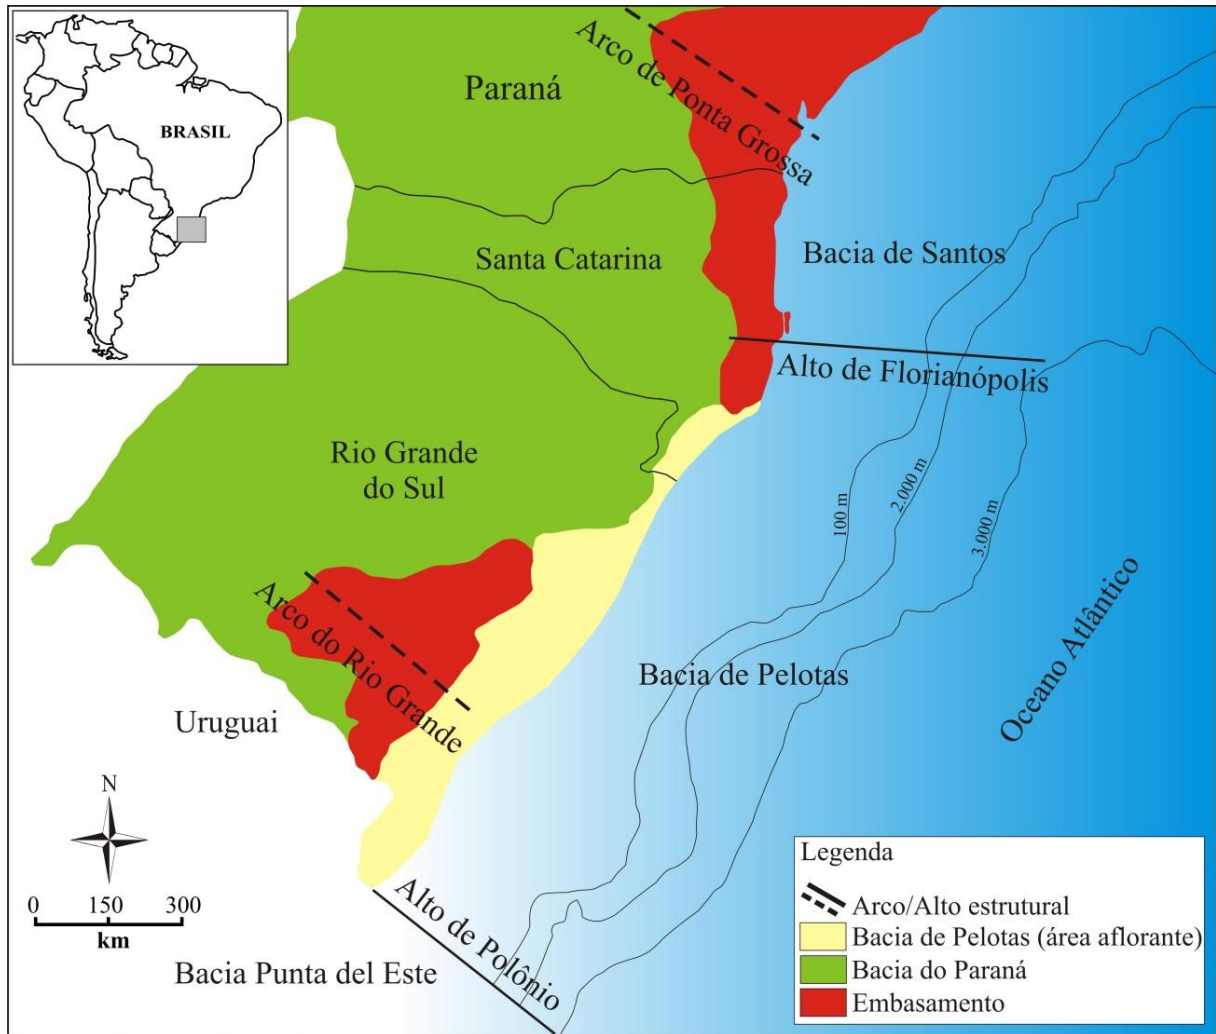 BRASIL
Paraná
Arco de Ponta Grossa
Santa Catarina
Bacia de Santos
Alto de Florianópolis
Rio Grande
do Sul
100 m
2.000 m
3.000 m
Arco do Rio Grande
Bacia de Pelotas
Oceano Atlântico
Uruguai
N
0 150 300
km
Alto de Polônio
Bacia Punta del Este
Legenda
Arco/Alto estrutural
Bacia de Pelotas (área aflorante)
Bacia do Paraná
Embasamento